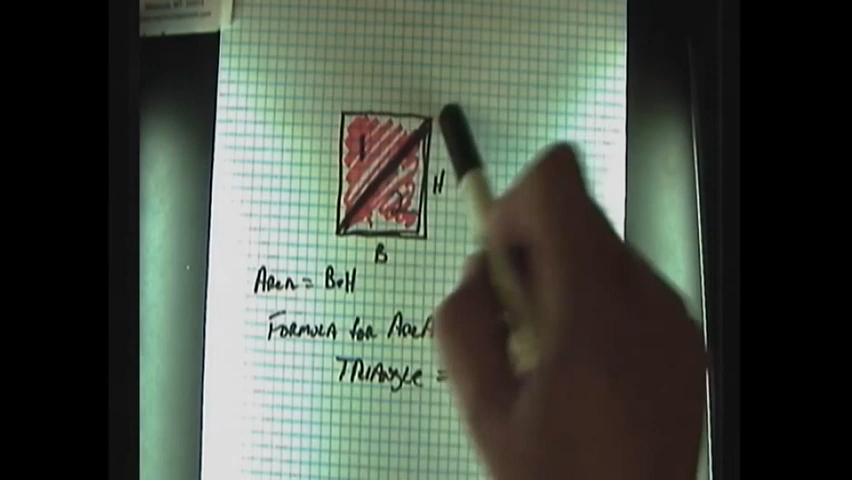 1
2
H
B
Area = B•H
Formula for Area
Triangle =